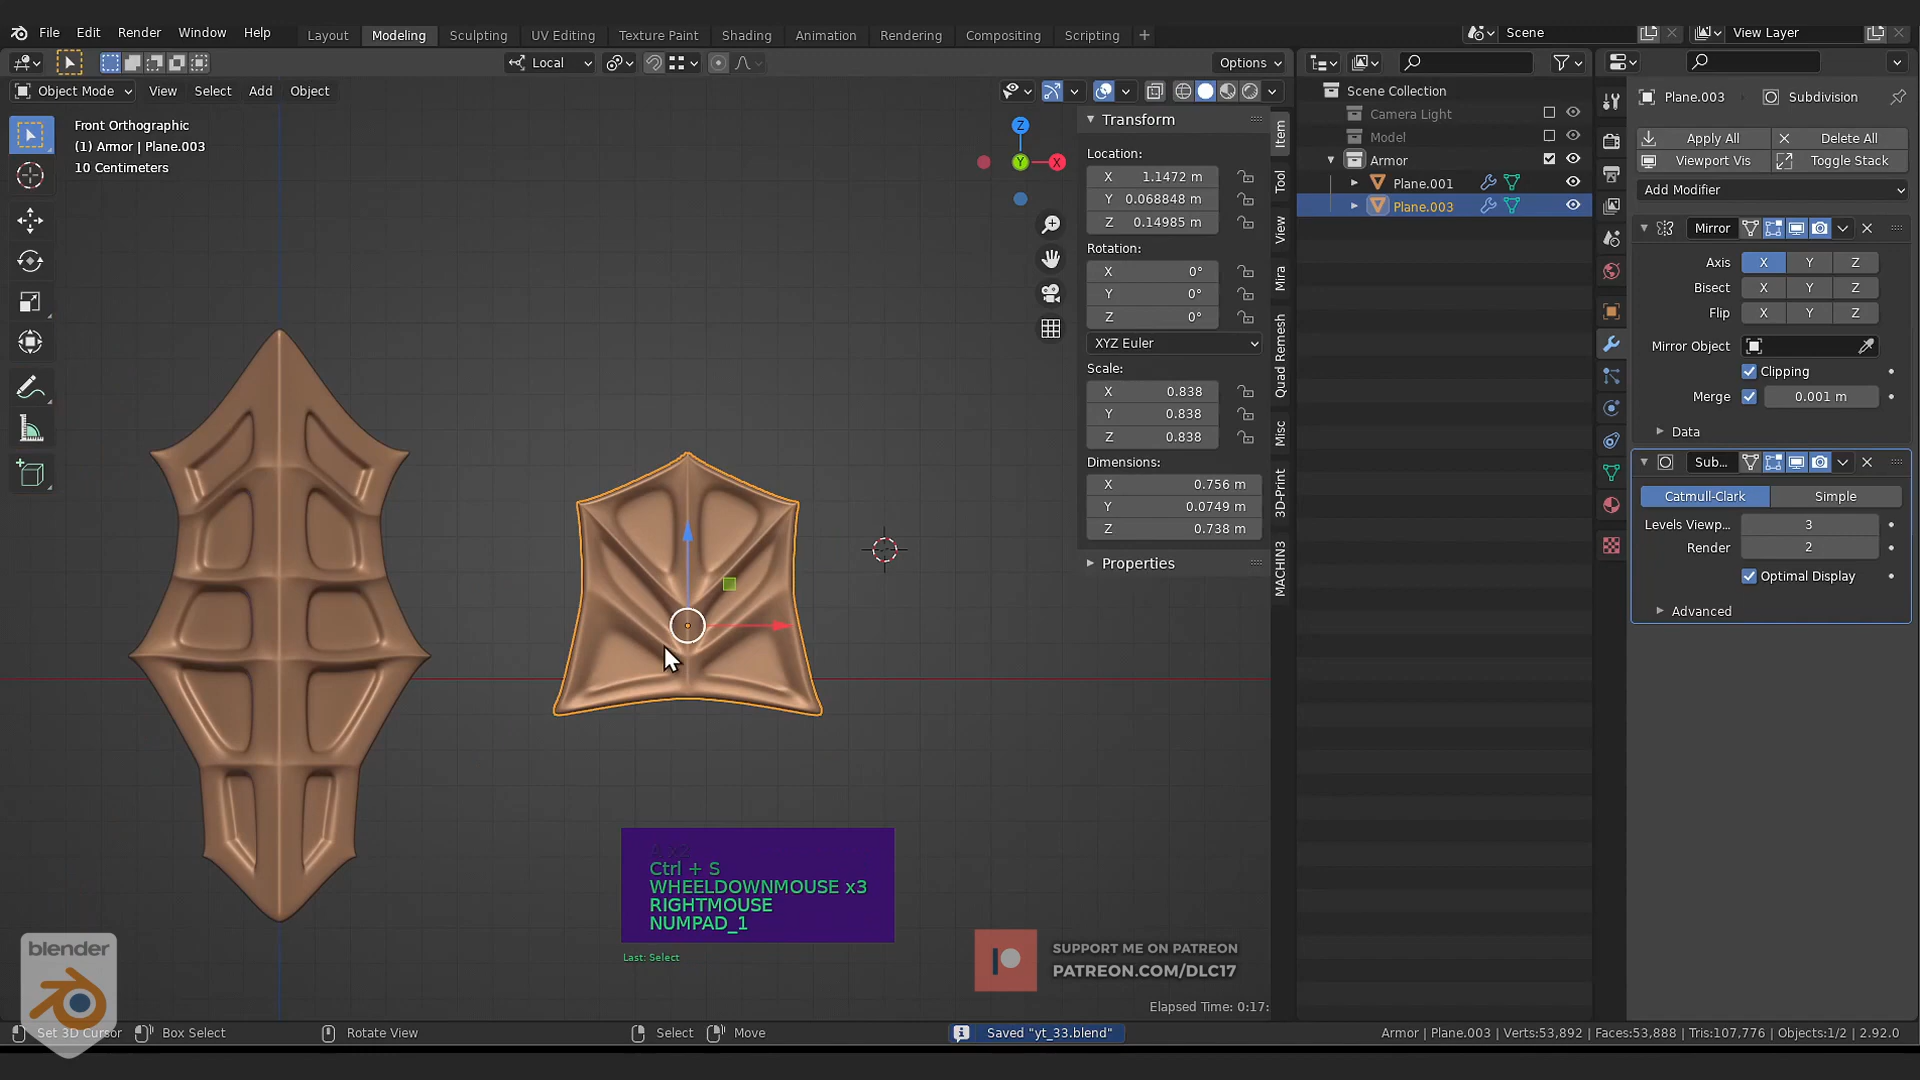 File Edit Render Window Help
Layout Modeling Sculpting UV Editing Texture Paint Shading Animation Rendering Compositing Scripting +
Scene
View Layer
Local
Options
Object Mode View Select Add Object
Front Orthographic
(1) Armor | Plane.003
10 Centimeters
Z
Y
X
Transform
Location:
X 1.1472 m
Y 0.068848 m
Z 0.14985 m
Rotation:
X 0°
Y 0°
Z 0°
XYZ Euler
Scale:
X 0.838
Y 0.838
Z 0.838
Dimensions:
X 0.756 m
Y 0.0749 m
Z 0.738 m
Properties
Item
Tool
View
Mira
Quad Remesh
Misc
3D-Print
MACHIN3
Scene Collection
Camera Light
Model
Armor
Plane.001
Plane.003
Plane.003 Subdivision
Apply All Delete All
Viewport Vis Toggle Stack
Add Modifier
Mirror
Axis X Y Z
Bisect X Y Z
Flip X Y Z
Mirror Object
Clipping
Merge 0.001 m
Data
Sub...
Catmull-Clark Simple
Levels Viewp... 3
Render 2
Optimal Display
Advanced
Ctrl + S
WHEELDOWNMOUSE x3
RIGHTMOUSE
NUMPAD_1
Last: Select
blender
SUPPORT ME ON PATREON
PATREON.COM/DLC17
Elapsed Time: 0:17:
Set 3D Cursor Box Select Rotate View Select Move
Saved "yt_33.blend"
Armor | Plane.003 | Verts:53,892 | Faces:53,888 | Tris:107,776 | Objects:1/2 | 2.92.0